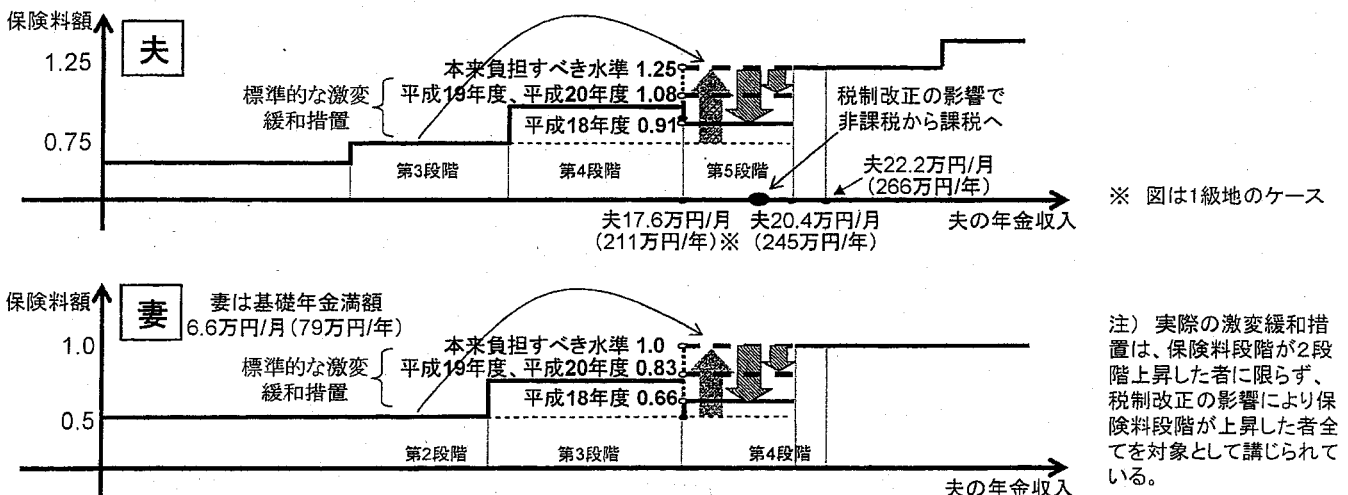 保険料額
夫
1.25
0.75
本来負担すべき水準 1.25
標準的な激変
緩和措置
平成19年度、平成20年度 1.08
平成18年度 0.91
第3段階
第4段階
第5段階
税制改正の影響で
非課税から課税へ
夫22.2万円/月
(266万円/年)
夫17.6万円/月
(211万円/年)※
夫20.4万円/月
(245万円/年)
夫の年金収入
※ 図は1級地のケース
保険料額
妻
妻は基礎年金満額
6.6万円/月(79万円/年)
1.0
0.5
本来負担すべき水準 1.0
標準的な激変
緩和措置
平成19年度、平成20年度 0.83
平成18年度 0.66
第2段階
第3段階
第4段階
夫の年金収入
注) 実際の激変緩和措
置は、保険料段階が2段
階上昇した者に限らず、
税制改正の影響により保
険料段階が上昇した者全
てを対象として講じられて
いる。